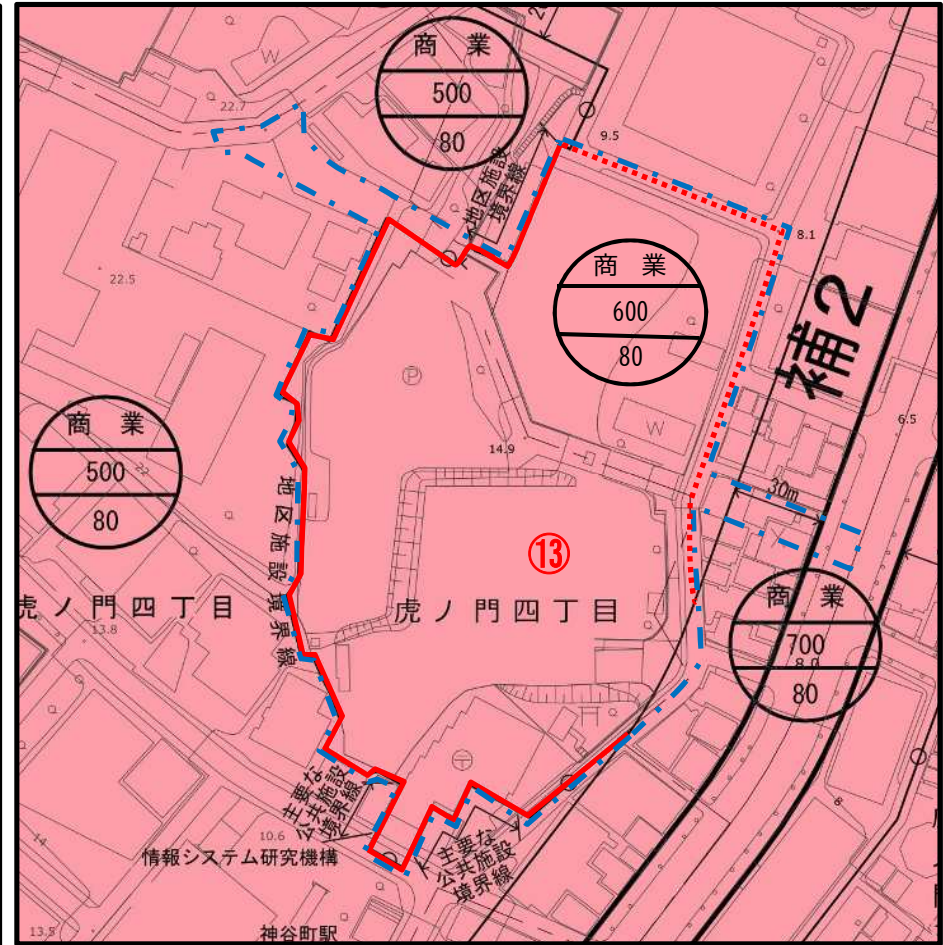 商業
500
80
22.7
W
地区施設
境界線
9.5
8.1
商業
600
80
補2
22.5
P
W
6.5
商業
500
80
22
14.9
30m
地区施設境界線
⑬
虎ノ門四丁目
虎ノ門四丁目
13.8
商業
700
8.0
80
主要な
公共施設
境界線
主要な
公共施設
境界線
10.6
情報システム研究機構
14
8
13.5
神谷町駅